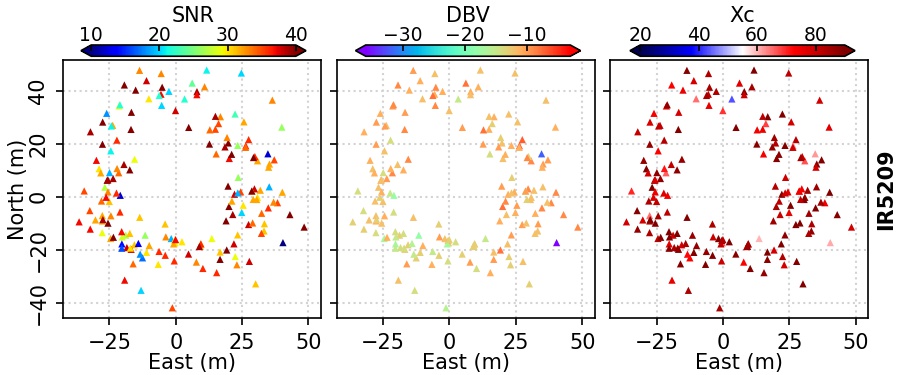 SNR DBV Xc
10 20 30 40 −30 −20 −10 20 40 60 80
North (m)
40
20
0
−20
−40
IR5209
−25 0 25 50 −25 0 25 50 −25 0 25 50
East (m) East (m) East (m)